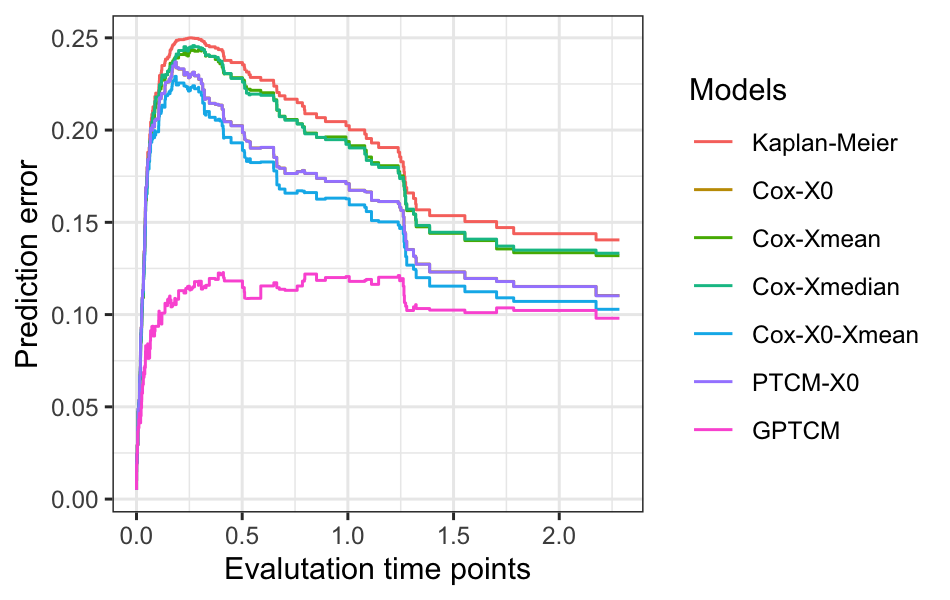 Prediction error
0.25
0.20
0.15
0.10
0.05
0.00
0.0 0.5 1.0 1.5 2.0
Evalutation time points
Models
Kaplan-Meier
Cox-X0
Cox-Xmean
Cox-Xmedian
Cox-X0-Xmean
PTCM-X0
GPTCM